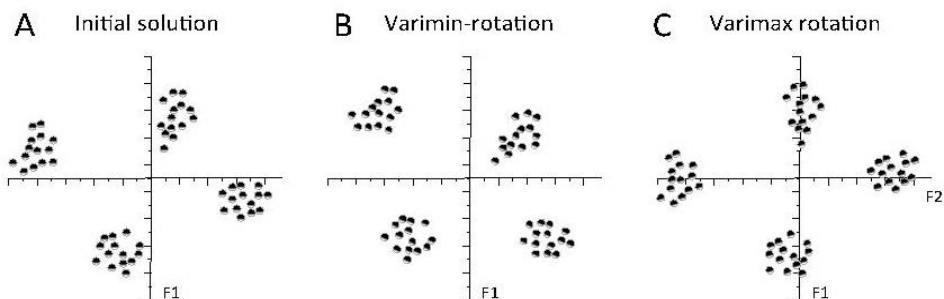 A Initial solution
B Varimin-rotation
C Varimax rotation
F2
F1
F1
F1